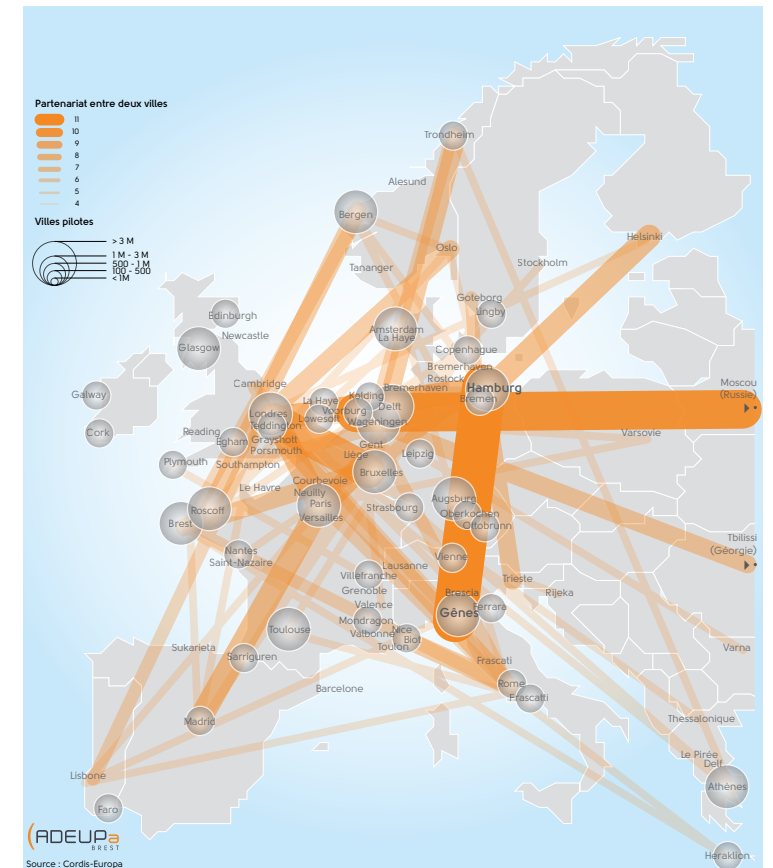 Partenariat entre deux villes
11
10
9
8
7
6
5
4
Villes pilotes
> 3 M
1 M - 3 M
500 - 1 M
100 - 500
< 1M
Trondheim
Alesund
Bergen
Helsinki
Oslo
Stockholm
Tananger
Goteborg
Lingby
Edinburgh
Amsterdam
Newcastle
La Haye
Glasgow
Copenhague
Bremerhaven
Rostock
Moscou
(Russie)
Cambridge
Bremerhaven
Hamburg
Galway
La Haye
Kolding
Bremen
Londres
Voorburg
Delft
Teddington
Lowesoft
Wageningen
Cork
Reading
Egham
Grayshott
Varsovie
Porsmouth
Gent
Liège
Leipzig
Plymouth
Southampton
Bruxelles
Courbevoie
Le Havre
Neuilly
Augsburg
Roscoff
Paris
Strasbourg
Oberkochen
Versailles
Brest
Ottobrunn
Tbilissi
(Géorgie)
Nantes
Vienne
Saint-Nazaire
Lausanne
Villefranche
Trieste
Grenoble
Brescia
Rijeka
Valence
Ferrara
Gênes
Mondragon
Toulouse
Nice
Valbonne
Biot
Sukarieta
Toulon
Varna
Sarriguren
Frascati
Rome
Barcelone
Frascatti
Madrid
Thessalonique
Le Pirée
Delf
Lisbone
Athènes
Faro
ADEUPa
BREST
Heraklion
Source : Cordis-Europa